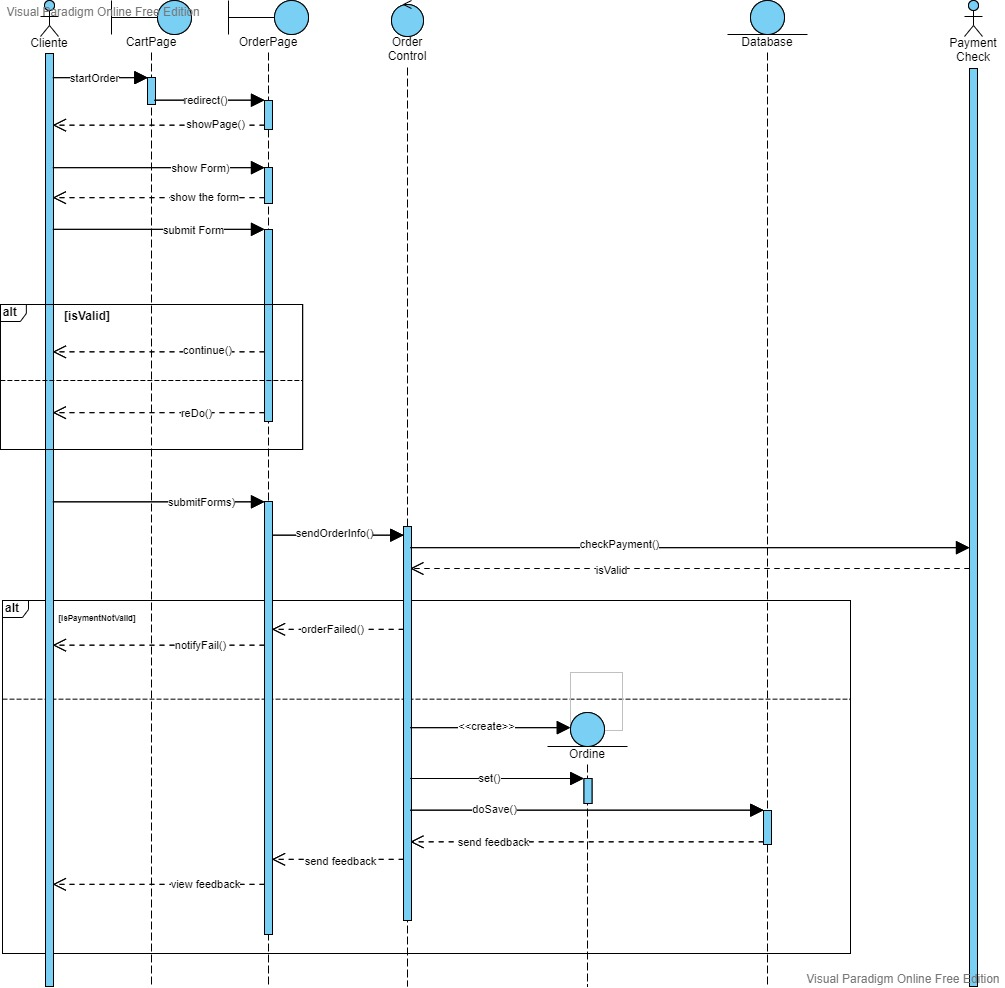 Visual Paradigm Online Free Edition
Cliente
CartPage
OrderPage
Order
Control
Database
Payment
Check
startOrder
redirect()
showPage()
show Form)
show the form
submit Form
alt
[isValid]
continue()
reDo()
submitForms)
sendOrderInfo()
checkPayment()
isValid
alt
[isPaymentNotValid]
orderFailed()
notifyFail()
<<create>>
Ordine
set()
doSave()
send feedback
send feedback
view feedback
Visual Paradigm Online Free Edition